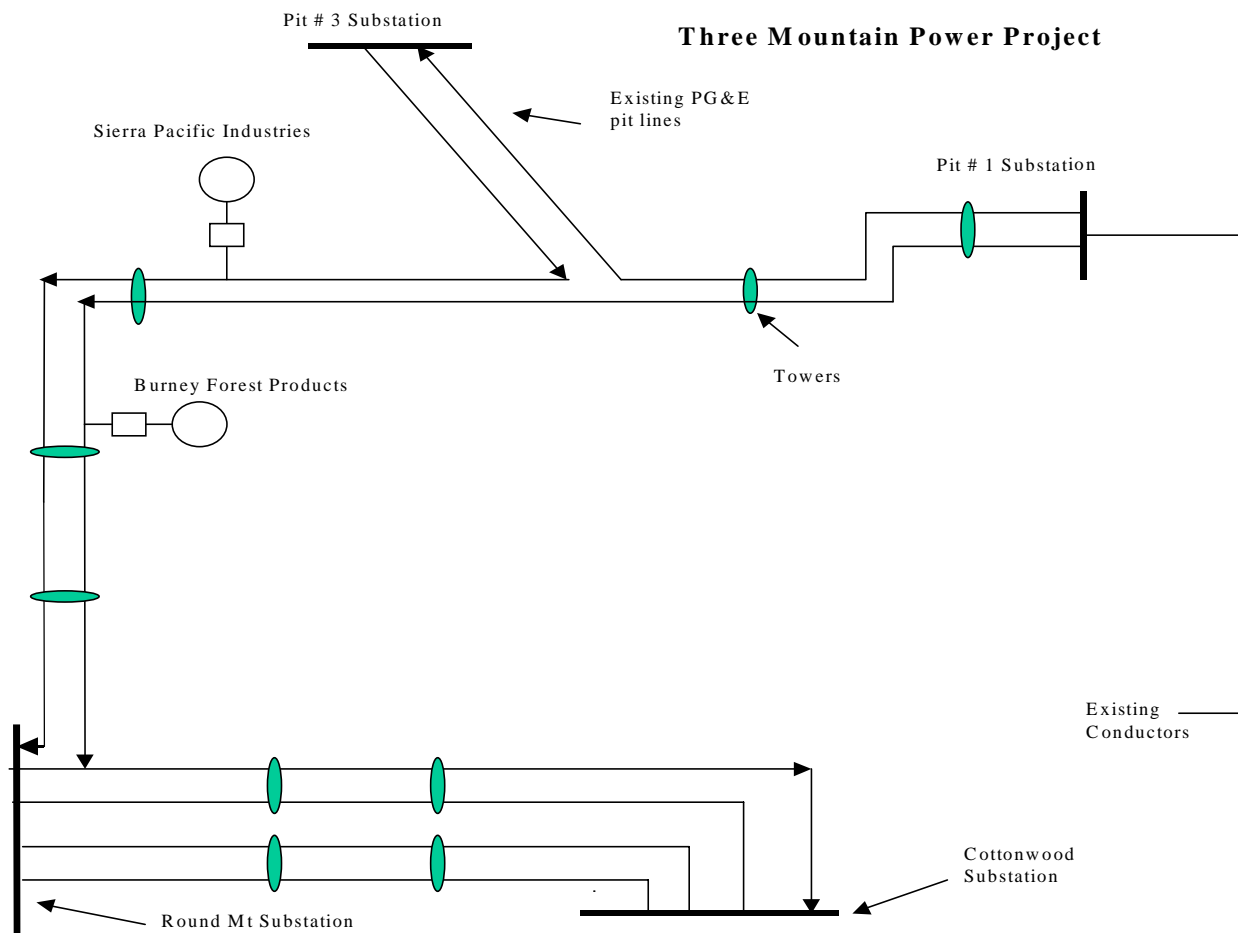 Pit # 3 Substation
Three Mountain Power Project
Existing PG&E
pit lines
Sierra Pacific Industries
Pit # 1 Substation
Towers
Burney Forest Products
Existing
Conductors
Cottonwood
Substation
Round Mt Substation